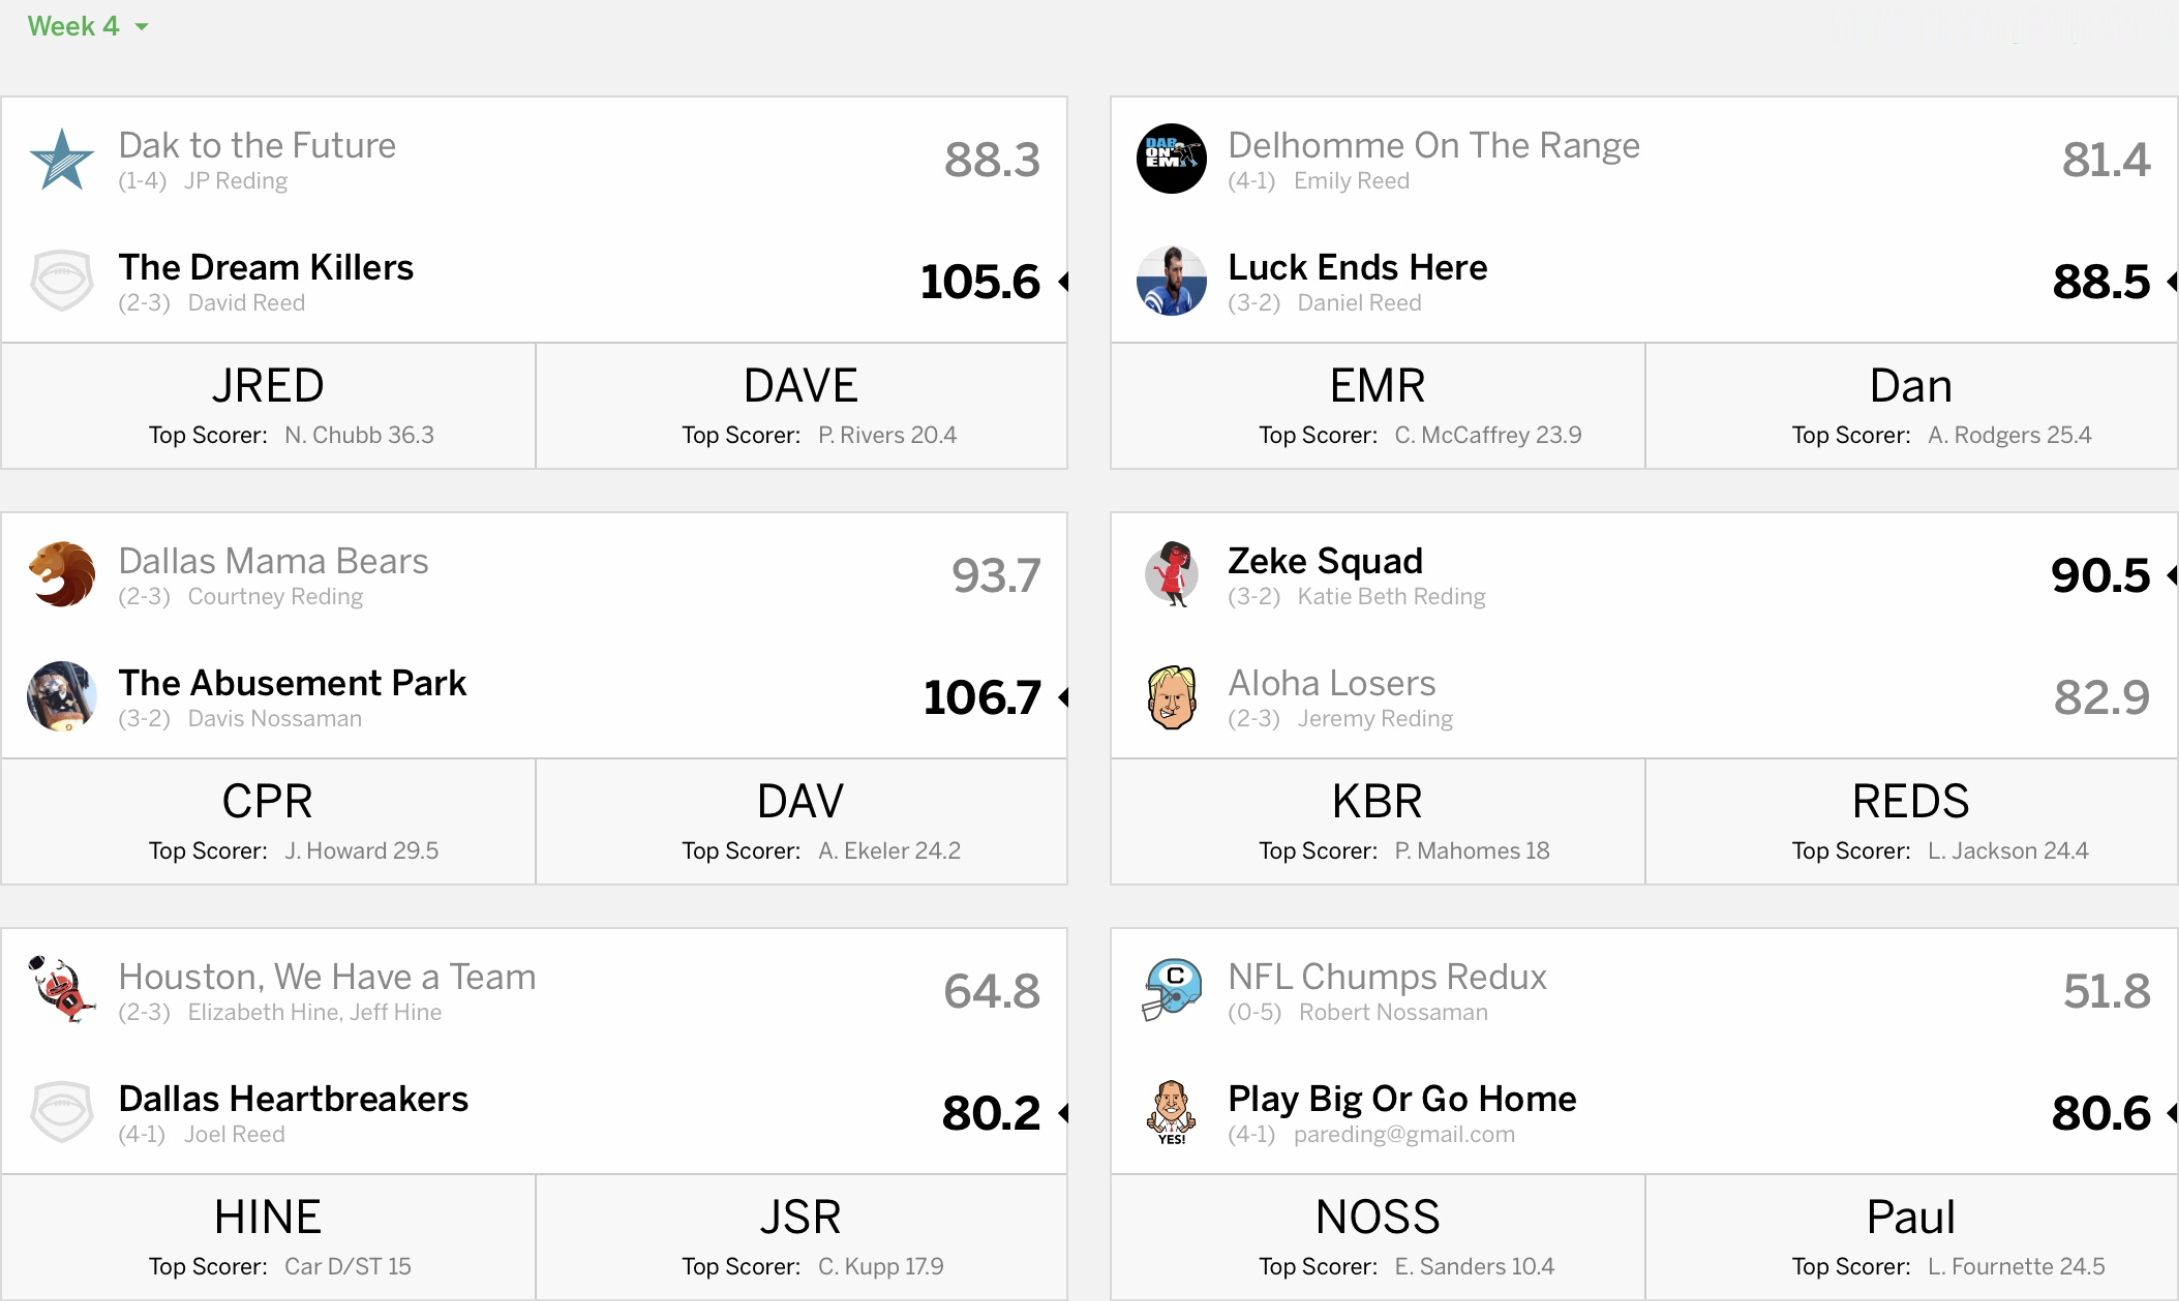 Week 4
Dak to the Future
88.3
(1-4) JP Reding
The Dream Killers
105.6
(2-3) David Reed
JRED
Top Scorer: N. Chubb 36.3
DAVE
Top Scorer: P. Rivers 20.4
DAB
ON
EM
Delhomme On The Range
81.4
(4-1) Emily Reed
Luck Ends Here
88.5
(3-2) Daniel Reed
EMR
Top Scorer: C. McCaffrey 23.9
Dan
Top Scorer: A. Rodgers 25.4
Dallas Mama Bears
93.7
(2-3) Courtney Reding
The Abusement Park
106.7
(3-2) Davis Nossaman
CPR
Top Scorer: J. Howard 29.5
DAV
Top Scorer: A. Ekeler 24.2
Zeke Squad
90.5
(3-2) Katie Beth Reding
Aloha Losers
82.9
(2-3) Jeremy Reding
KBR
Top Scorer: P. Mahomes 18
REDS
Top Scorer: L. Jackson 24.4
Houston, We Have a Team
64.8
(2-3) Elizabeth Hine, Jeff Hine
Dallas Heartbreakers
80.2
(4-1) Joel Reed
HINE
Top Scorer: Car D/ST 15
JSR
Top Scorer: C. Kupp 17.9
C
NFL Chumps Redux
51.8
(0-5) Robert Nossaman
YES!
Play Big Or Go Home
80.6
(4-1) pareding@gmail.com
NOSS
Top Scorer: E. Sanders 10.4
Paul
Top Scorer: L. Fournette 24.5